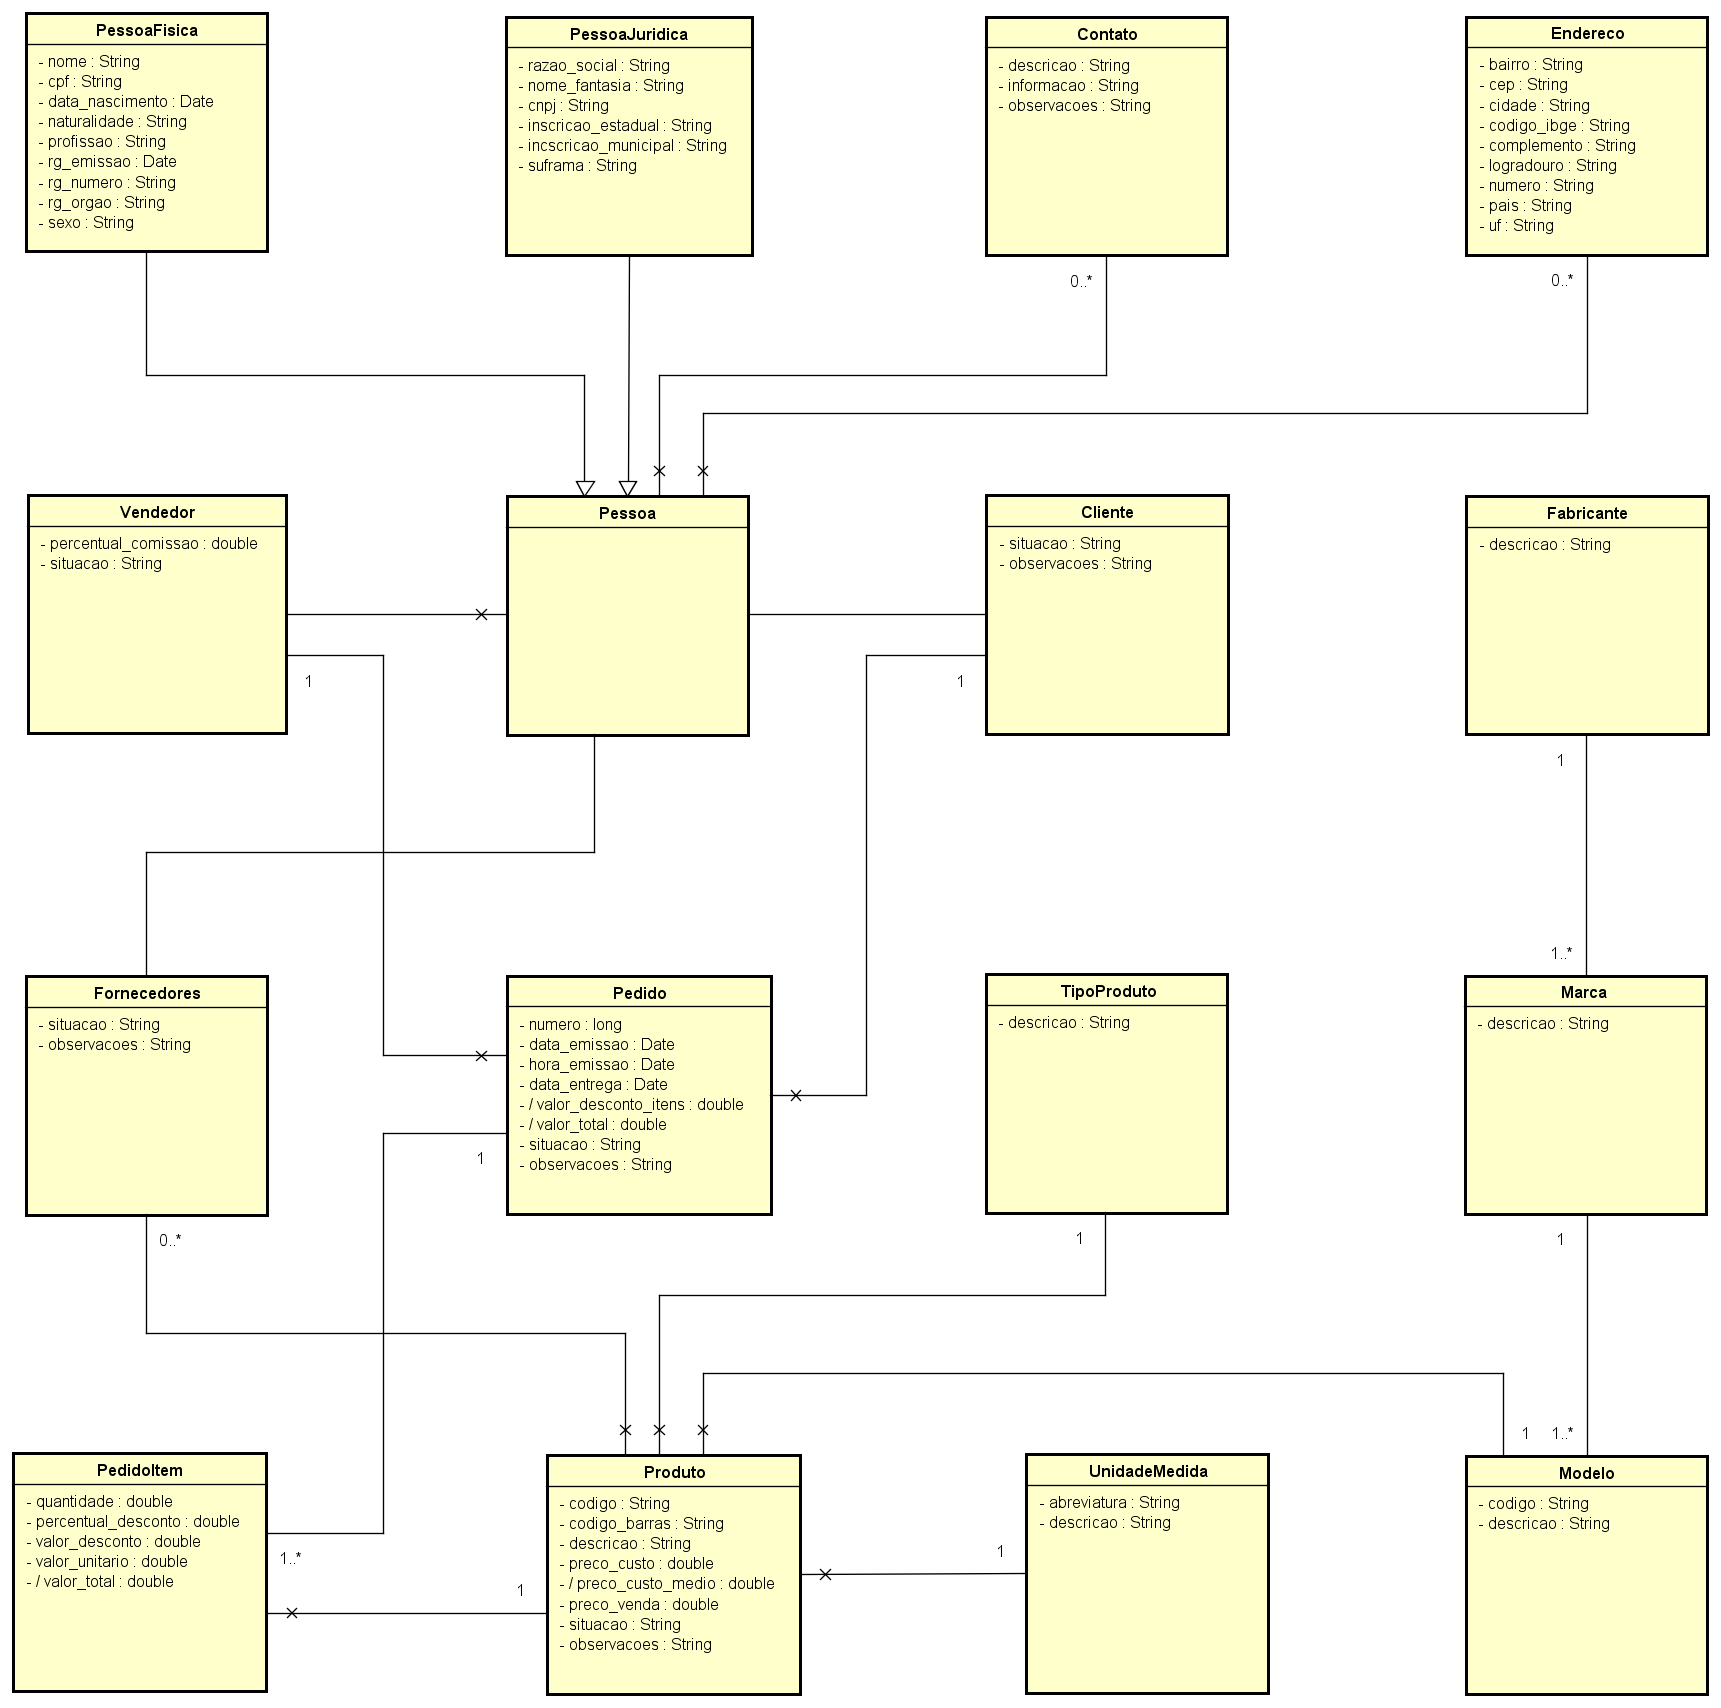 PessoaFisica
- nome : String
- cpf : String
- data_nascimento : Date
- naturalidade : String
- profissao : String
- rg_emissao : Date
- rg_numero : String
- rg_orgao : String
- sexo : String
PessoaJuridica
- razao_social : String
- nome_fantasia : String
- cnpj : String
- inscricao_estadual : String
- incscricao_municipal : String
- suframa : String
Contato
- descricao : String
- informacao : String
- observacoes : String
0..*
Endereco
- bairro : String
- cep : String
- cidade : String
- codigo_ibge : String
- complemento : String
- logradouro : String
- numero : String
- pais : String
- uf : String
0..*
Vendedor
- percentual_comissao : double
- situacao : String
1
Pessoa
Cliente
- situacao : String
- observacoes : String
1
Fabricante
- descricao : String
1
1..*
Fornecedores
- situacao : String
- observacoes : String
0..*
Pedido
- numero : long
- data_emissao : Date
- hora_emissao : Date
- data_entrega : Date
- / valor_desconto_itens : double
- / valor_total : double
- situacao : String
- observacoes : String
1
TipoProduto
- descricao : String
1
Marca
- descricao : String
1
1
1..*
PedidoItem
- quantidade : double
- percentual_desconto : double
- valor_desconto : double
- valor_unitario : double
- / valor_total : double
1..*
1
Produto
- codigo : String
- codigo_barras : String
- descricao : String
- preco_custo : double
- / preco_custo_medio : double
- preco_venda : double
- situacao : String
- observacoes : String
1
UnidadeMedida
- abreviatura : String
- descricao : String
Modelo
- codigo : String
- descricao : String